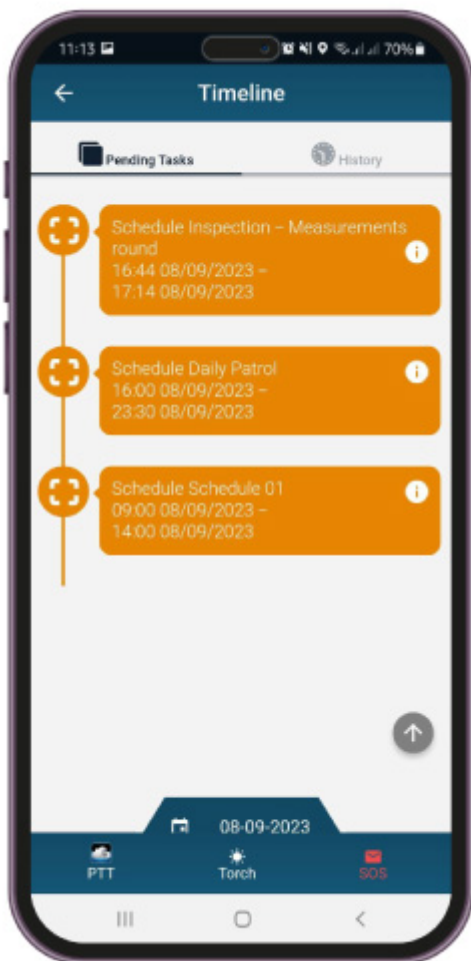 11:13 70%
Timeline
Pending Tasks History
Schedule Inspection – Measurements
round
16:44 08/09/2023 –
17:14 08/09/2023
Schedule Daily Patrol
16:00 08/09/2023 –
23:30 08/09/2023
Schedule Schedule 01
09:00 08/09/2023 –
14:00 08/09/2023
08-09-2023
PTT Torch SOS